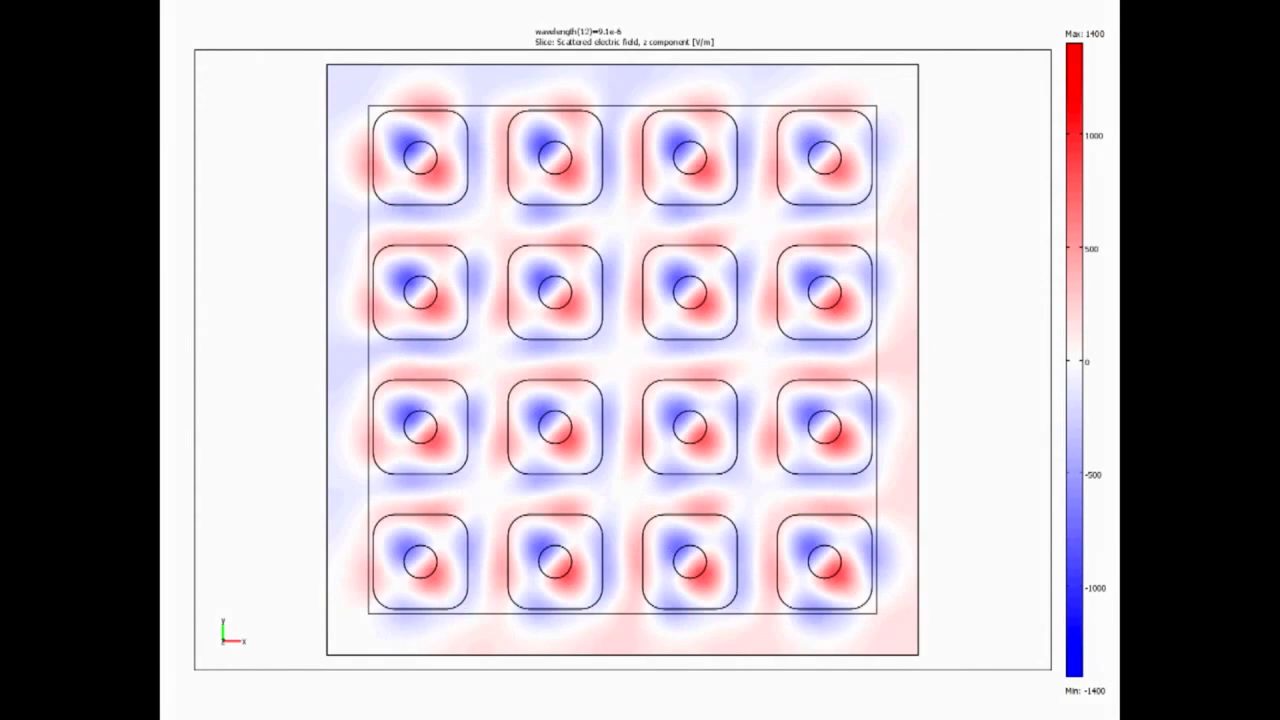 wavelength(12)=9.1e-6
Slice: Scattered electric field, z component [V/m]
Max: 1400
1000
500
0
-500
-1000
Min: -1400
y
z
x